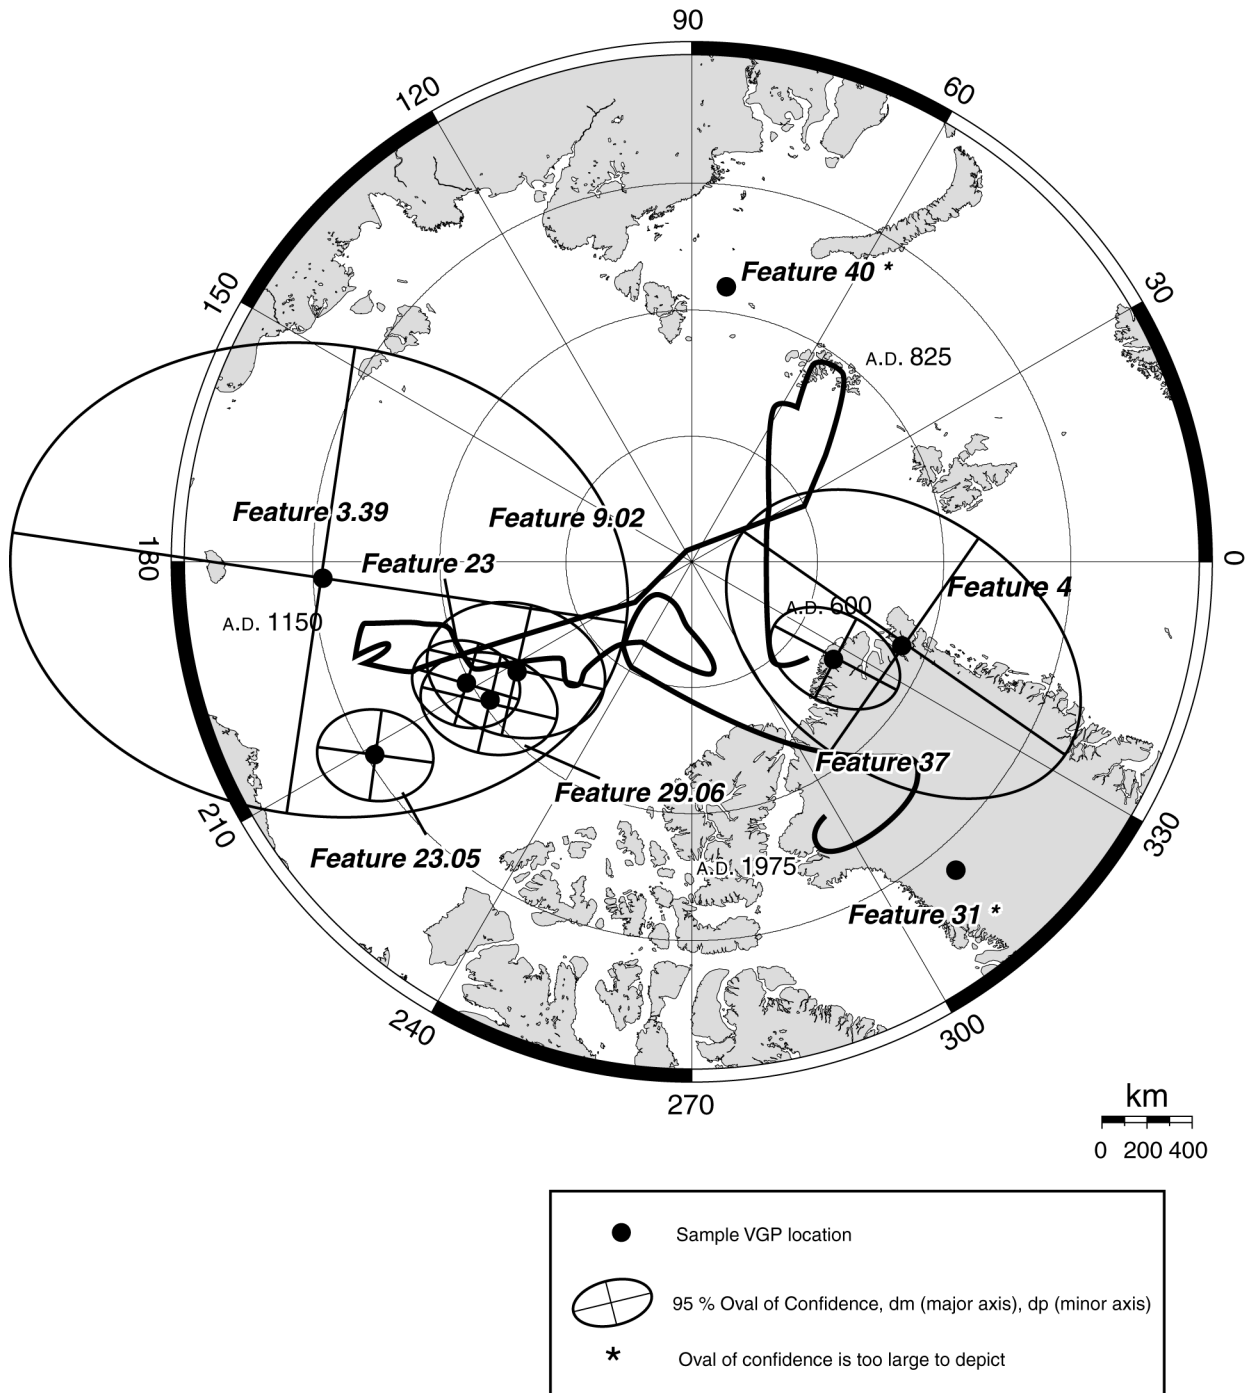 90
120
60
150
30
Feature 40 *
A.D. 825
Feature 3.39
Feature 9.02
180
Feature 23
0
Feature 4
A.D. 600
A.D. 1150
Feature 37
Feature 29.06
210
330
Feature 23.05
A.D. 1975
Feature 31 *
240
300
270
km
0 200 400
Sample VGP location
95 % Oval of Confidence, dm (major axis), dp (minor axis)
* Oval of confidence is too large to depict